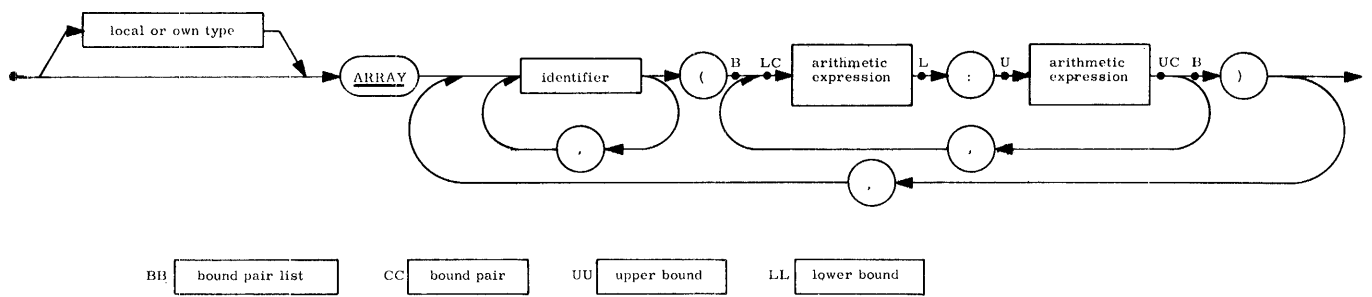 local or own type
ARRAY
identifier
,
(
B
LC
arithmetic
expression
L
:
U
arithmetic
expression
UC
B
)
,
,
BB bound pair list
CC bound pair
UU upper bound
LL lower bound